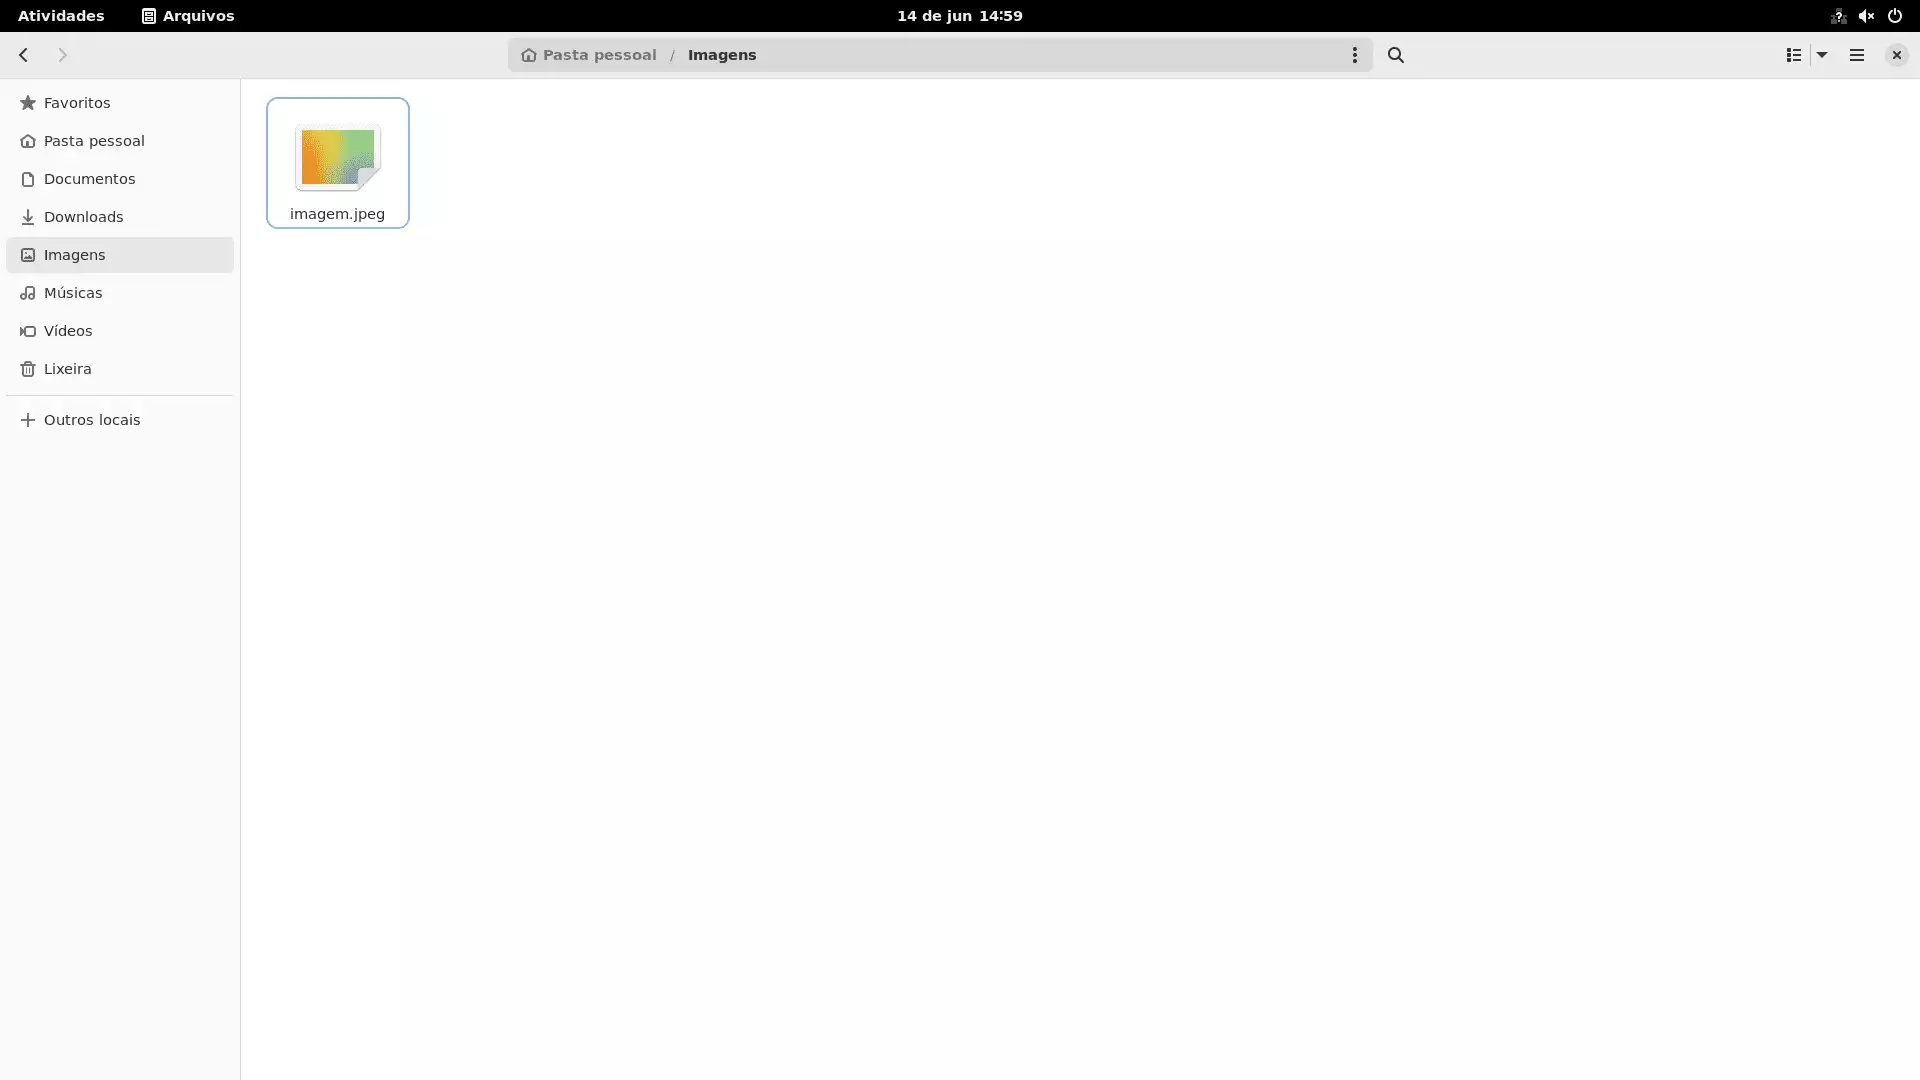 Atividades
Arquivos
14 de jun 14:59
Pasta pessoal / Imagens
Favoritos
Pasta pessoal
Documentos
Downloads
Imagens
Músicas
Vídeos
Lixeira
Outros locais
imagem.jpeg